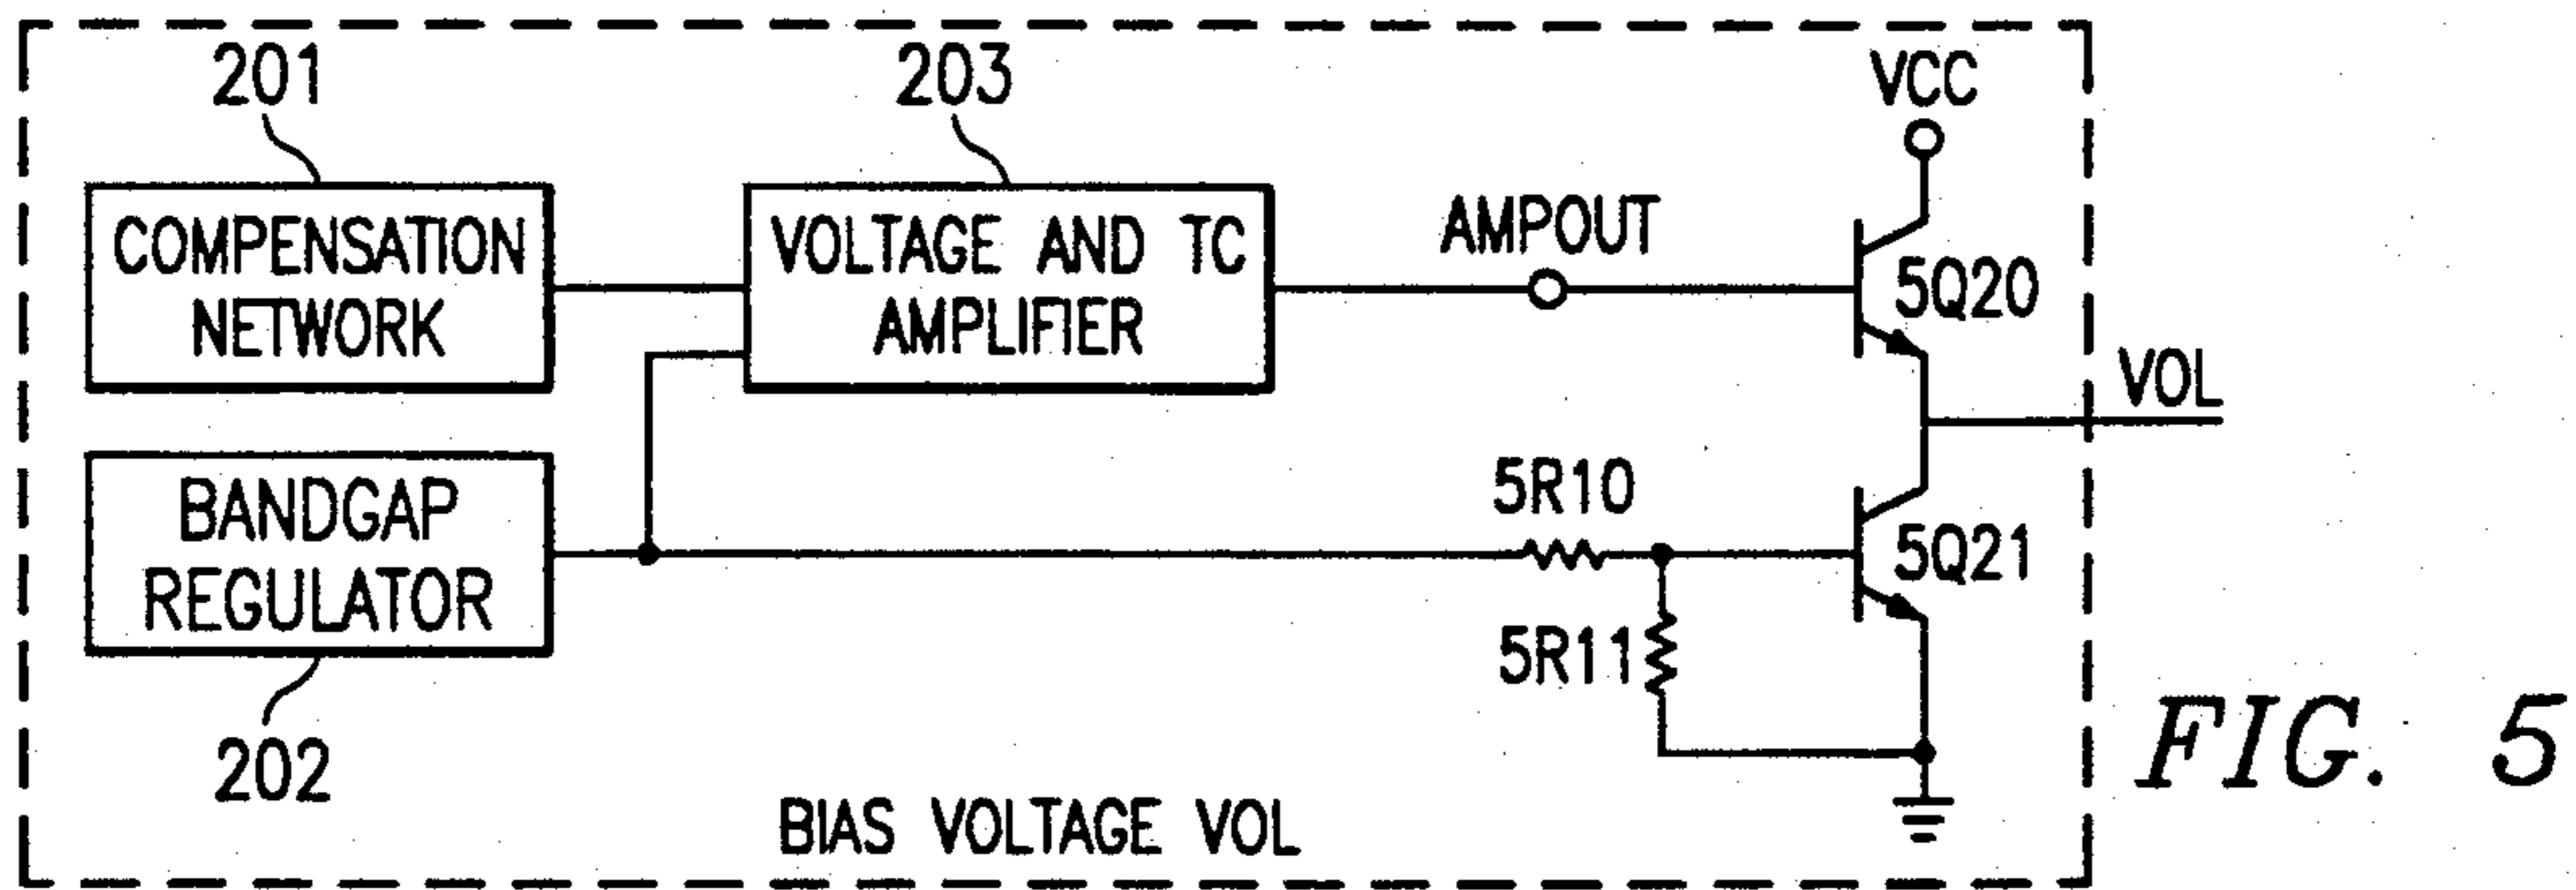 201
203
VCC
COMPENSATION
NETWORK
VOLTAGE AND TC
AMPLIFIER
AMPOUT
5Q20
VOL
BANDGAP
REGULATOR
5R10
5Q21
5R11
202
BIAS VOLTAGE VOL
FIG. 5